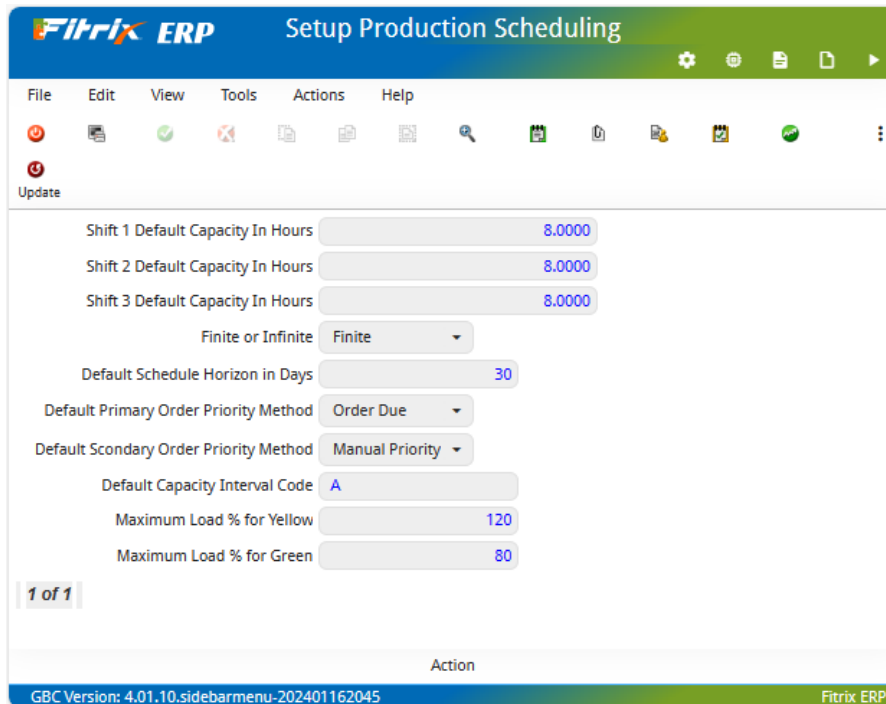 Fitrix ERP Setup Production Scheduling
File Edit View Tools Actions Help
Update
Shift 1 Default Capacity In Hours 8.0000
Shift 2 Default Capacity In Hours 8.0000
Shift 3 Default Capacity In Hours 8.0000
Finite or Infinite Finite
Default Schedule Horizon in Days 30
Default Primary Order Priority Method Order Due
Default Scondary Order Priority Method Manual Priority
Default Capacity Interval Code A
Maximum Load % for Yellow 120
Maximum Load % for Green 80
1 of 1
Action
GBC Version: 4.01.10.sidebarmenu-202401162045 Fitrix ERP